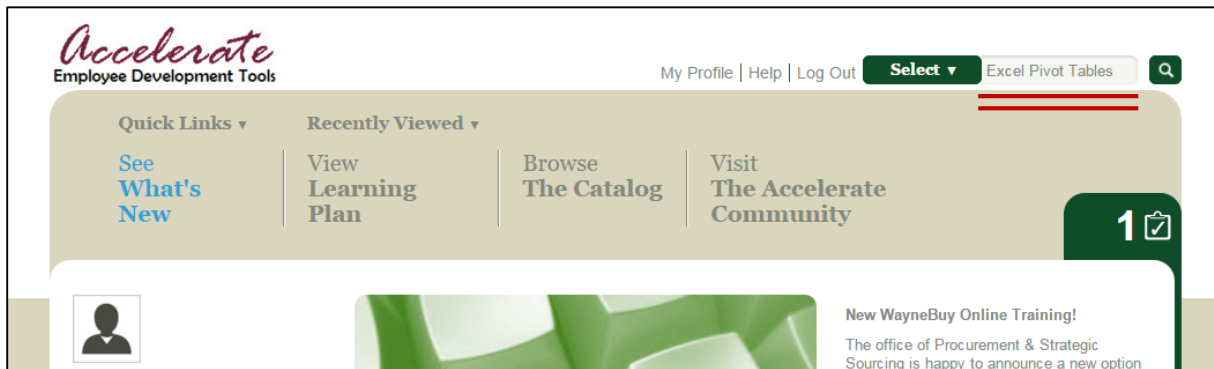 Accelerate
Employee Development Tools
My Profile | Help | Log Out Select ▼ Excel Pivot Tables
Quick Links ▼ Recently Viewed ▼
See
What's
New
View
Learning
Plan
Browse
The Catalog
Visit
The Accelerate
Community
1
New WayneBuy Online Training!
The office of Procurement & Strategic
Sourcing is happy to announce a new option